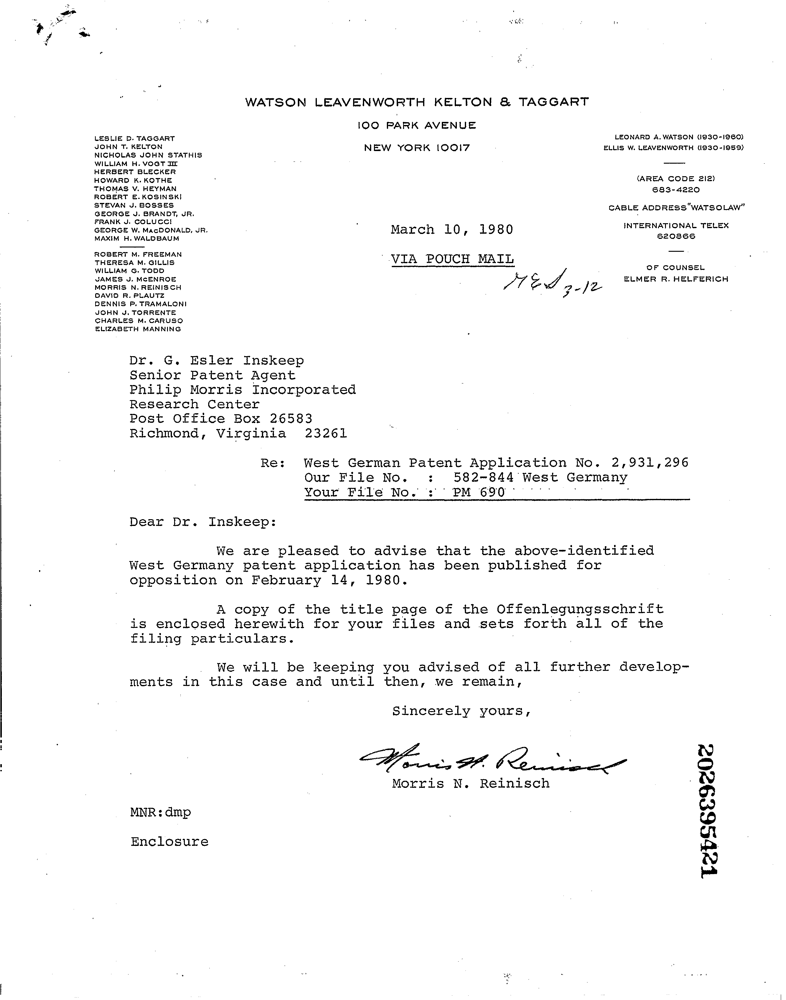 WATSON LEAVENWORTH KELTON & TAGGART
100 PARK AVENUE
NEW YORK 10017
LESLIE D. TAGGART
JOHN T. KELTON
NICHOLAS JOHN STATHIS
WILLIAM H. VOGT III
HERBERT BLECKER
HOWARD K. KOTHE
THOMAS V. HEYMAN
ROBERT E. KOSINSKI
STEVAN J. BOSSES
GEORGE J. BRANDT, JR.
FRANK J. COLUCCI
GEORGE W. MACDONALD, JR.
MAXIM H. WALDBAUM
ROBERT M. FREEMAN
THERESA M. GILLIS
WILLIAM G. TODD
JAMES J. MCENROE
MORRIS N. REINISCH
DAVID R. PLAUTZ
DENNIS P. TRAMALONI
JOHN J. TORRENTE
CHARLES M. CARUSO
ELIZABETH MANNING
LEONARD A. WATSON (1930-1960)
ELLIS W. LEAVENWORTH (1930-1959)
(AREA CODE 212)
683-4220
CABLE ADDRESS "WATSOLAW"
INTERNATIONAL TELEX
620866
OF COUNSEL
ELMER R. HELFERICH
March 10, 1980
VIA POUCH MAIL
3-12
Dr. G. Esler Inskeep
Senior Patent Agent
Philip Morris Incorporated
Research Center
Post Office Box 26583
Richmond, Virginia 23261
Re: West German Patent Application No. 2,931,296
Our File No. : 582-844 West Germany
Your File No. : PM 690
Dear Dr. Inskeep:
We are pleased to advise that the above-identified
West Germany patent application has been published for
opposition on February 14, 1980.
A copy of the title page of the Offenlegungsschrift
is enclosed herewith for your files and sets forth all of the
filing particulars.
We will be keeping you advised of all further develop-
ments in this case and until then, we remain,
Sincerely yours,
Morris N. Reinisch
Morris N. Reinisch
MNR:dmp
Enclosure
2026395421